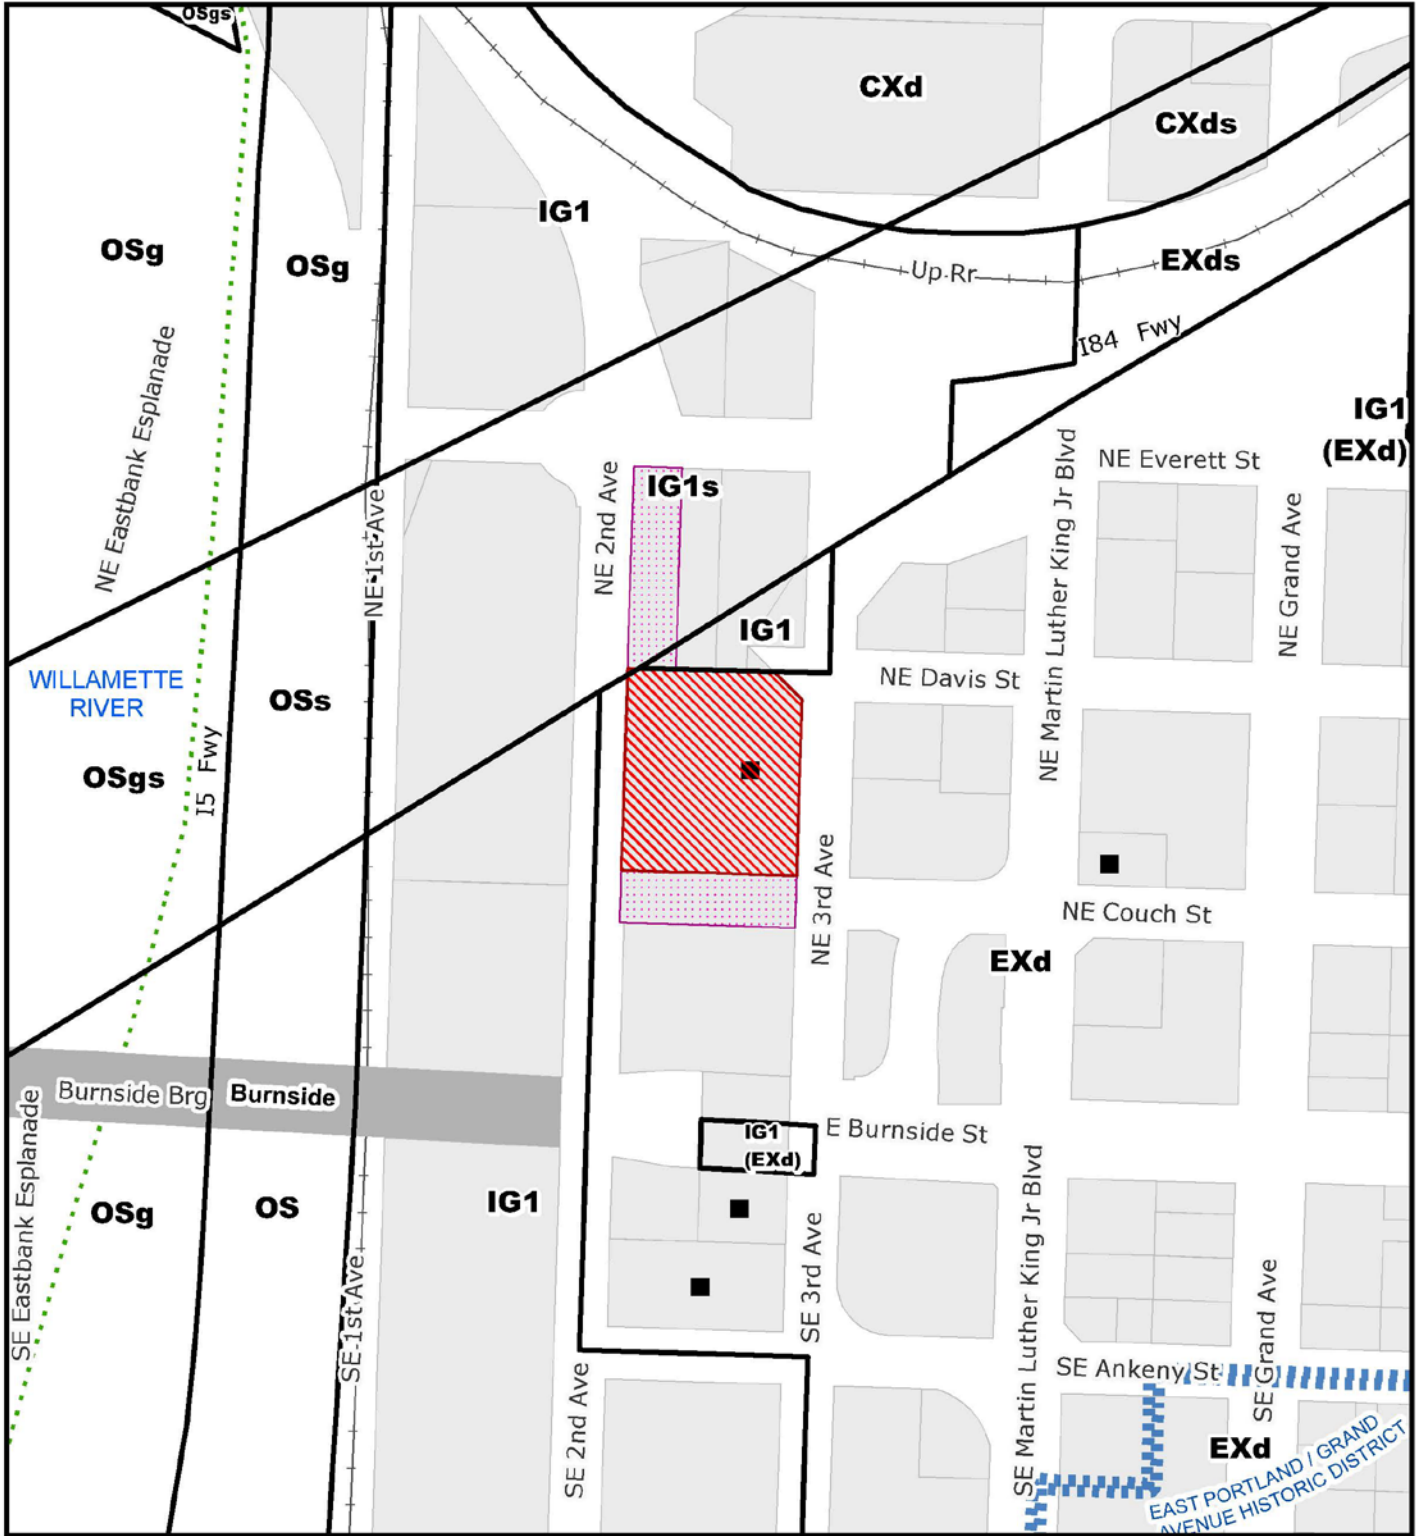 OSgs
CXd
CXds
IG1
OSg
OSg
EXds
Up Rr
I84 Fwy
NE Eastbank Esplanade
IG1
(EXd)
NE Everett St
IG1s
NE 2nd Ave
NE 1st Ave
NE Martin Luther King Jr Blvd
NE Grand Ave
IG1
NE Davis St
WILLAMETTE
RIVER
OSs
OSgs
I5 Fwy
NE 3rd Ave
NE Couch St
EXd
Burnside Brg
Burnside
IG1
(EXd)
E Burnside St
SE Eastbank Esplanade
OSg
OS
IG1
SE 1st Ave
SE 3rd Ave
SE Martin Luther King Jr Blvd
SE Grand Ave
SE Ankeny St
SE 2nd Ave
EXd
EAST PORTLAND / GRAND
AVENUE HISTORIC DISTRICT